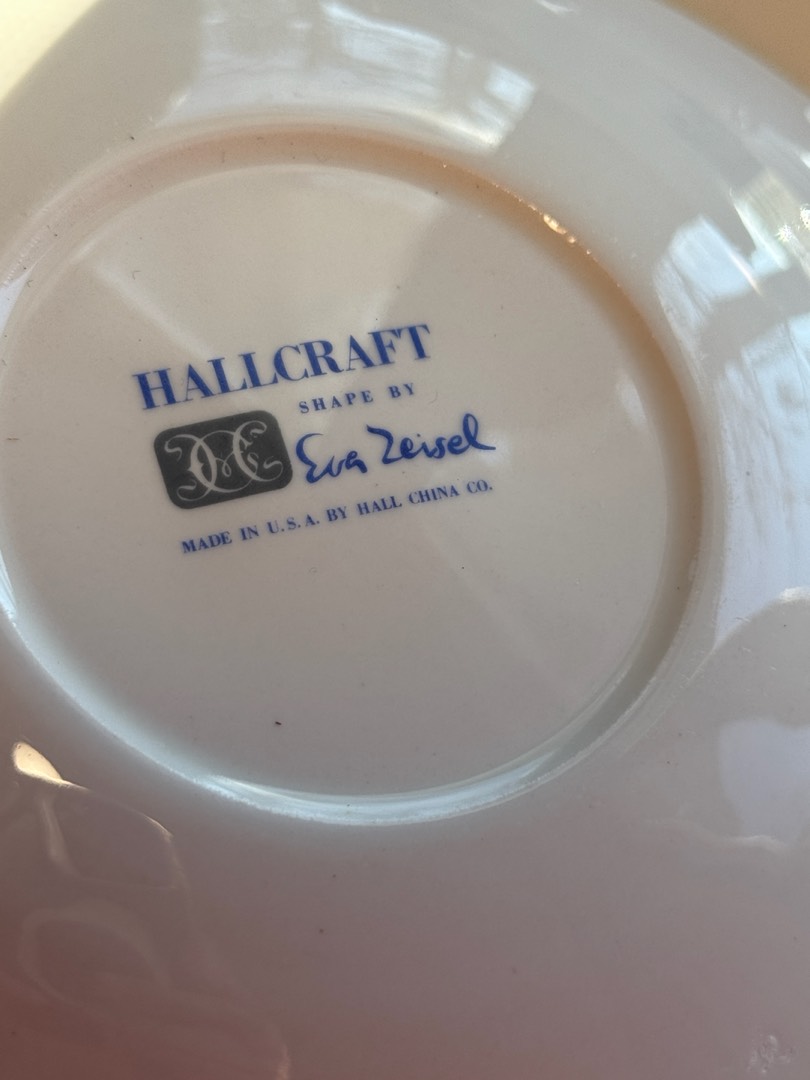 HALLCRAFT
SHAPE BY
Eva Zeisel
MADE IN U.S.A. BY HALL CHINA CO.